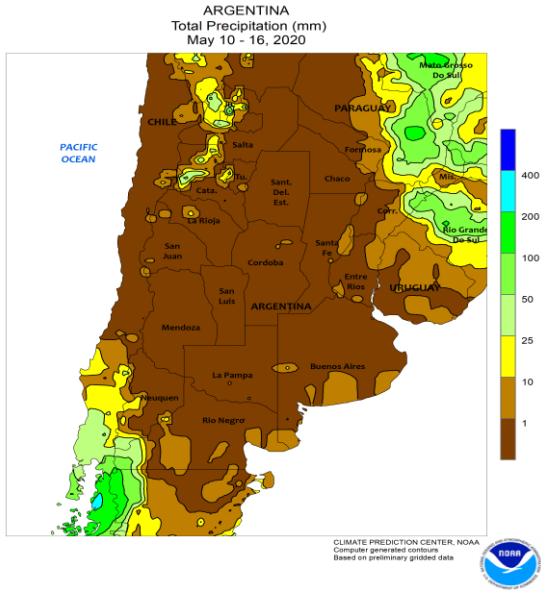 ARGENTINA
Total Precipitation (mm)
May 10 - 16, 2020
Mato Grosso
Do Sul
PARAGUAY
CHILE
PACIFIC
OCEAN
Salta
Formosa
Tu.
Chaco
Mis.
Cata.
Sant.
Del.
Est.
Corr.
La Rioja
Rio Grande
Do Sul
San
Juan
Santa
Fe
Cordoba
Entre
Rios
URUGUAY
San
Luis
ARGENTINA
Mendoza
La Pampa
Buenos Aires
Neuquen
Rio Negro
400
200
100
50
25
10
1
CLIMATE PREDICTION CENTER, NOAA
Computer generated contours
Based on preliminary gridded data
NOAA